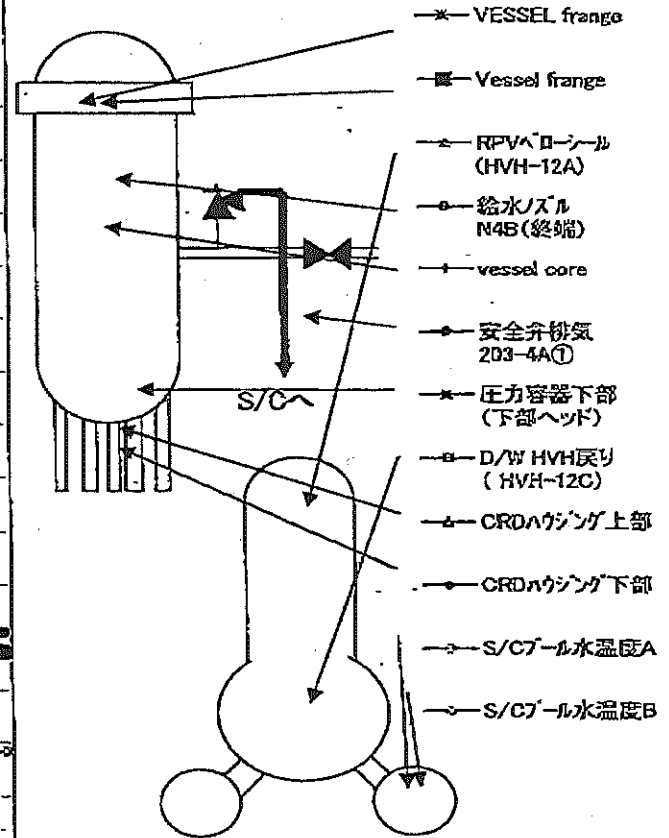 VESSEL frange
Vessel frange
RPVベローシール
(HVH-12A)
給水ノズル
N4B(終端)
vessel core
安全弁排気
203-4A①
圧力容器下部
(下部ヘッド)
D/W HVH戻り
( HVH-12C)
CRDハウジング上部
CRDハウジング下部
S/Cプール水温度A
S/Cプール水温度B
S/Cへ